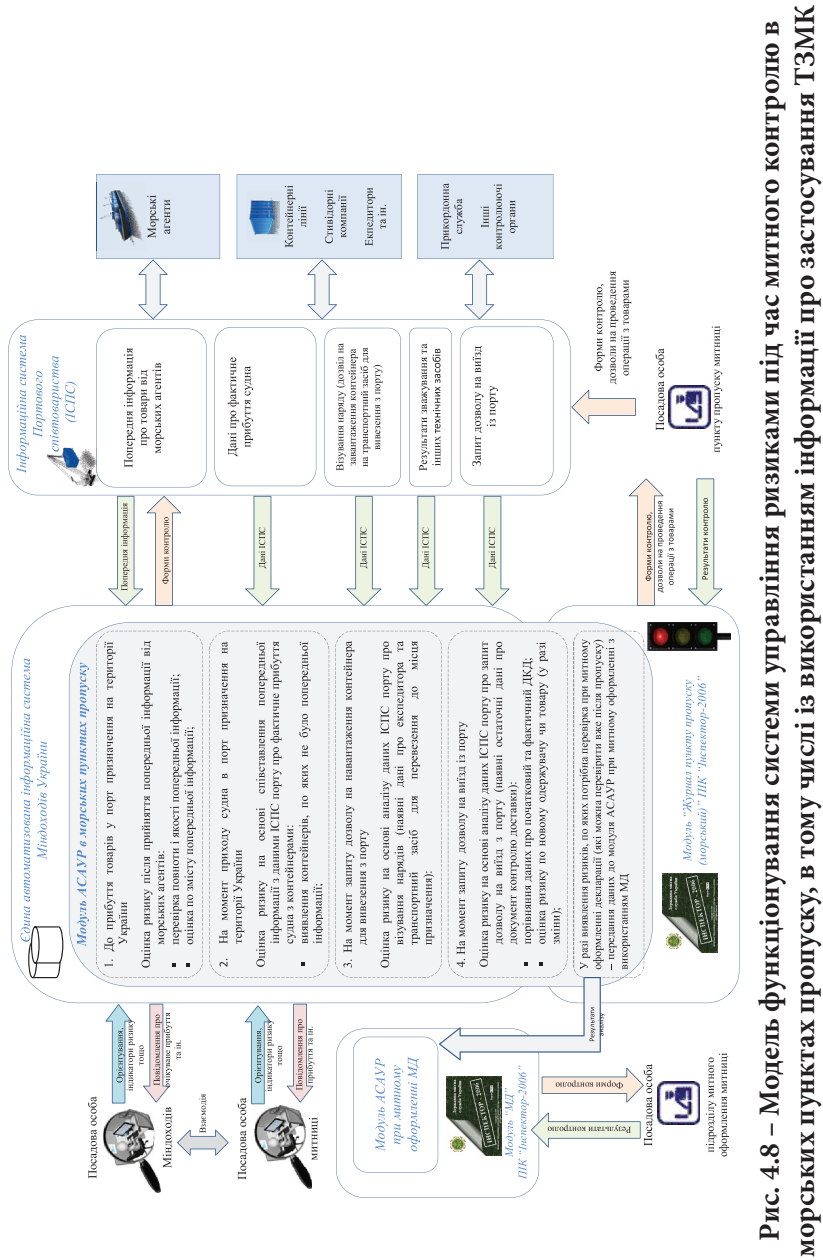 Єдина автоматизована інформаційна система
Міндоходів України
Модуль АСАУР в морських пунктах пропуску
1. До прибуття товарів у порт призначення на території
України
Оцінка ризику після прийняття попередньої інформації від
морських агентів:
▪ перевірка повноти і якості попередньої інформації;
▪ оцінка по змісту попередньої інформації;
2. На момент приходу судна в порт призначення на
території України
Оцінка ризику на основі співставлення попередньої
інформації з даними ІСПС порту про фактичне прибуття
судна з контейнерами:
▪ виявлення контейнерів, по яких не було попередньої
інформації;
3. На момент запиту дозволу на навантаження контейнера
для вивезення з порту
Оцінка ризику на основі аналізу даних ІСПС порту про
візування нарядів (наявні дані про експедитора та
транспортний засіб для перевезення до місця
призначення):
4. На момент запиту дозволу на виїзд із порту
Оцінка ризику на основі аналізу даних ІСПС порту про запит
дозволу на виїзд з порту (наявні остаточні дані про
документ контролю доставки):
▪ порівняння даних про початковий та фактичний ДКД;
▪ оцінка ризику по новому одержувачу чи товару (у разі
зміни);
У разі виявлення ризиків, по яких потрібна перевірка при митному
оформленні декларації (які можна перевірити вже після пропуску)
– передання даних до модуля АСАУР при митному оформленні з
використанням МД
Модуль “Журнал пункту пропуску
(морський)” ПІК “Інспектор-2006”
ІНСПЕКТОР 2006
Посадова особа
Міндоходів
Взаємодія
Посадова особа
митниці
Орієнтування,
індикатори ризику
тощо
Повідомлення про
очікуване прибуття
та ін.
Орієнтування,
індикатори ризику
тощо
Повідомлення про
прибуття та ін.
Результати
аналізу
Модуль АСАУР
при митному
оформленні МД
ІНСПЕКТОР 2006
Модуль “МД”
ПІК “Інспектор-2006”
Форми контролю
Результати контролю
Посадова особа
підрозділу митного
оформлення митниці
Попередня інформація
Форми контролю
Дані ІСПС
Дані ІСПС
Дані ІСПС
Дані ІСПС
Форми контролю,
дозволи на проведення
операції з товарами
Результати контролю
Інформаційна система
Портового
співтовариства
(ІСПС)
Попередня інформація
про товари від
морських агентів
Дані про фактичне
прибуття судна
Візування наряду (дозвіл на
завантаження контейнера
на транспортний засіб для
вивезення з порту)
Результати зважування та
інших технічних засобів
Запит дозволу на виїзд
із порту
Форми контролю,
дозволи на проведення
операції з товарами
Посадова особа
пункту пропуску митниці
Морські
агенти
Контейнерні
лінії
Стивідорні
компанії
Експедитори
та ін.
Прикордонна
служба
Інші
контролюючі
органи
Рис. 4.8 – Модель функціонування системи управління ризиками під час митного контролю в
морських пунктах пропуску, в тому числі із використанням інформації про застосування ТЗМК